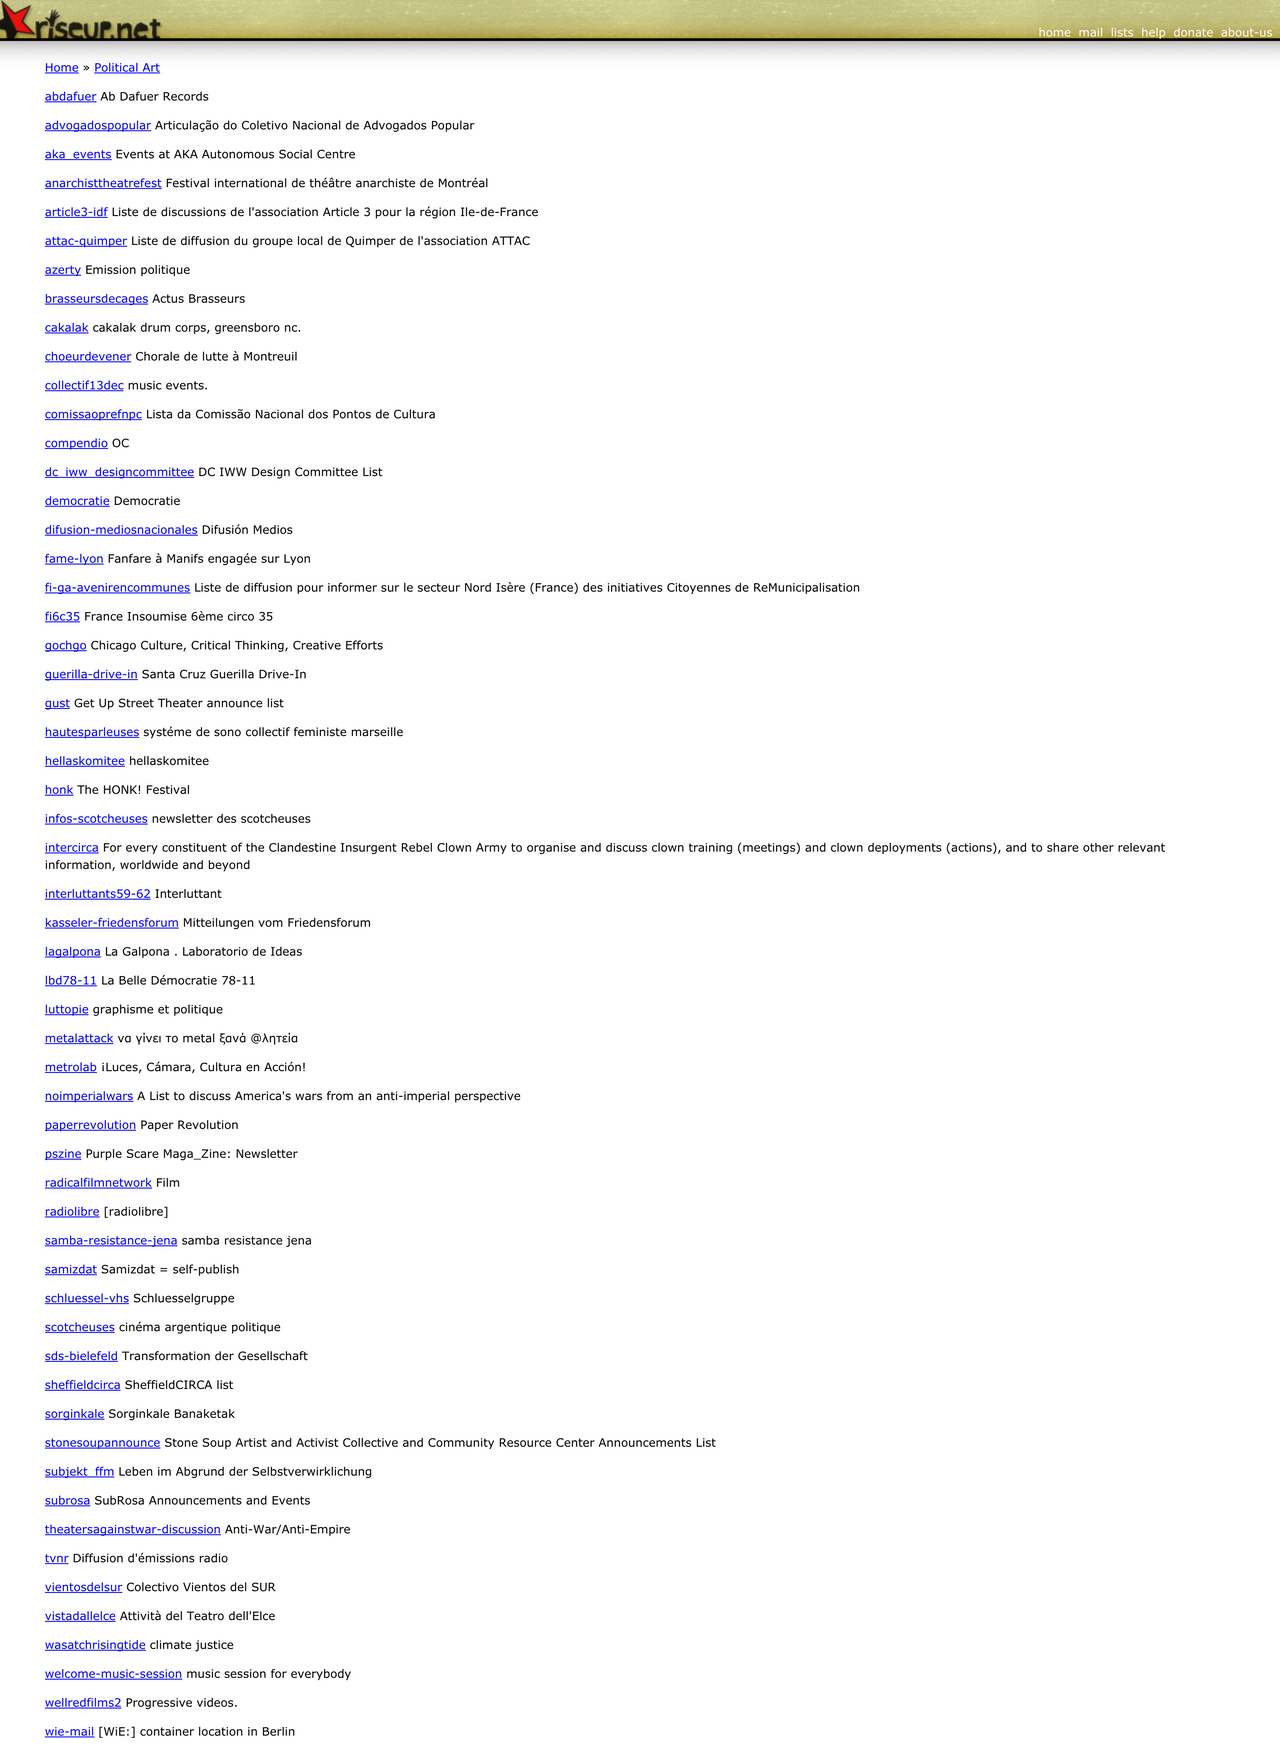 riseup.net
home mail lists help donate about-us
Home » Political Art
abdafuer Ab Dafuer Records
advogadospopular Articulação do Coletivo Nacional de Advogados Popular
aka_events Events at AKA Autonomous Social Centre
anarchisttheatrefest Festival international de théâtre anarchiste de Montréal
article3-idf Liste de discussions de l'association Article 3 pour la région Ile-de-France
attac-quimper Liste de diffusion du groupe local de Quimper de l'association ATTAC
azerty Emission politique
brasseursdecages Actus Brasseurs
cakalak cakalak drum corps, greensboro nc.
choeurdevener Chorale de lutte à Montreuil
collectif13dec music events.
comissaoprefnpc Lista da Comissão Nacional dos Pontos de Cultura
compendio OC
dc_iww_designcommittee DC IWW Design Committee List
democratie Democratie
difusion-mediosnacionales Difusión Medios
fame-lyon Fanfare à Manifs engagée sur Lyon
fi-ga-avenirencommunes Liste de diffusion pour informer sur le secteur Nord Isère (France) des initiatives Citoyennes de ReMunicipalisation
fi6c35 France Insoumise 6ème circo 35
gochgo Chicago Culture, Critical Thinking, Creative Efforts
guerilla-drive-in Santa Cruz Guerilla Drive-In
gust Get Up Street Theater announce list
hautesparleuses systéme de sono collectif feministe marseille
hellaskomitee hellaskomitee
honk The HONK! Festival
infos-scotcheuses newsletter des scotcheuses
intercirca For every constituent of the Clandestine Insurgent Rebel Clown Army to organise and discuss clown training (meetings) and clown deployments (actions), and to share other relevant
information, worldwide and beyond
interluttants59-62 Interluttant
kasseler-friedensforum Mitteilungen vom Friedensforum
lagalpona La Galpona . Laboratorio de Ideas
lbd78-11 La Belle Démocratie 78-11
luttopie graphisme et politique
metalattack να γίνει το metal ξανά @λητεία
metrolab ¡Luces, Cámara, Cultura en Acción!
noimperialwars A List to discuss America's wars from an anti-imperial perspective
paperrevolution Paper Revolution
pszine Purple Scare Maga_Zine: Newsletter
radicalfilmnetwork Film
radiolibre [radiolibre]
samba-resistance-jena samba resistance jena
samizdat Samizdat = self-publish
schluessel-vhs Schluesselgruppe
scotcheuses cinéma argentique politique
sds-bielefeld Transformation der Gesellschaft
sheffieldcirca SheffieldCIRCA list
sorginkale Sorginkale Banaketak
stonesoupannounce Stone Soup Artist and Activist Collective and Community Resource Center Announcements List
subjekt_ffm Leben im Abgrund der Selbstverwirklichung
subrosa SubRosa Announcements and Events
theatersagainstwar-discussion Anti-War/Anti-Empire
tvnr Diffusion d'émissions radio
vientosdelsur Colectivo Vientos del SUR
vistadallelce Attività del Teatro dell'Elce
wasatchrisingtide climate justice
welcome-music-session music session for everybody
wellredfilms2 Progressive videos.
wie-mail [WiE:] container location in Berlin